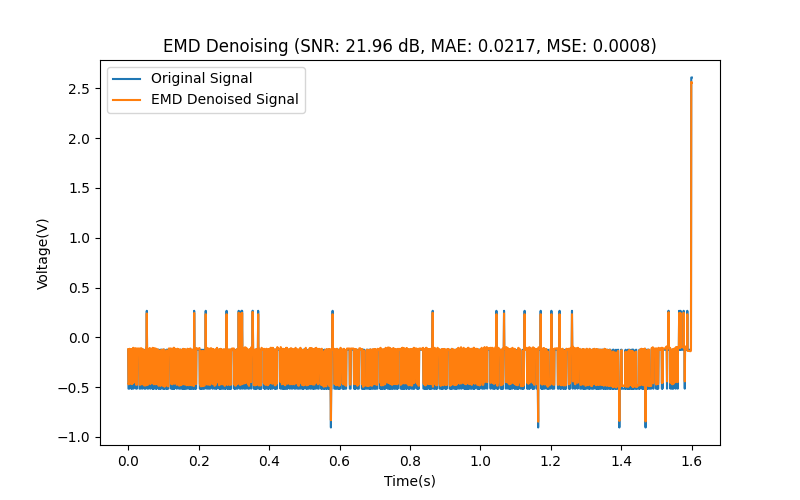 EMD Denoising (SNR: 21.96 dB, MAE: 0.0217, MSE: 0.0008)
Original Signal
EMD Denoised Signal
Voltage(V)
2.5
2.0
1.5
1.0
0.5
0.0
−0.5
−1.0
0.0 0.2 0.4 0.6 0.8 1.0 1.2 1.4 1.6
Time(s)